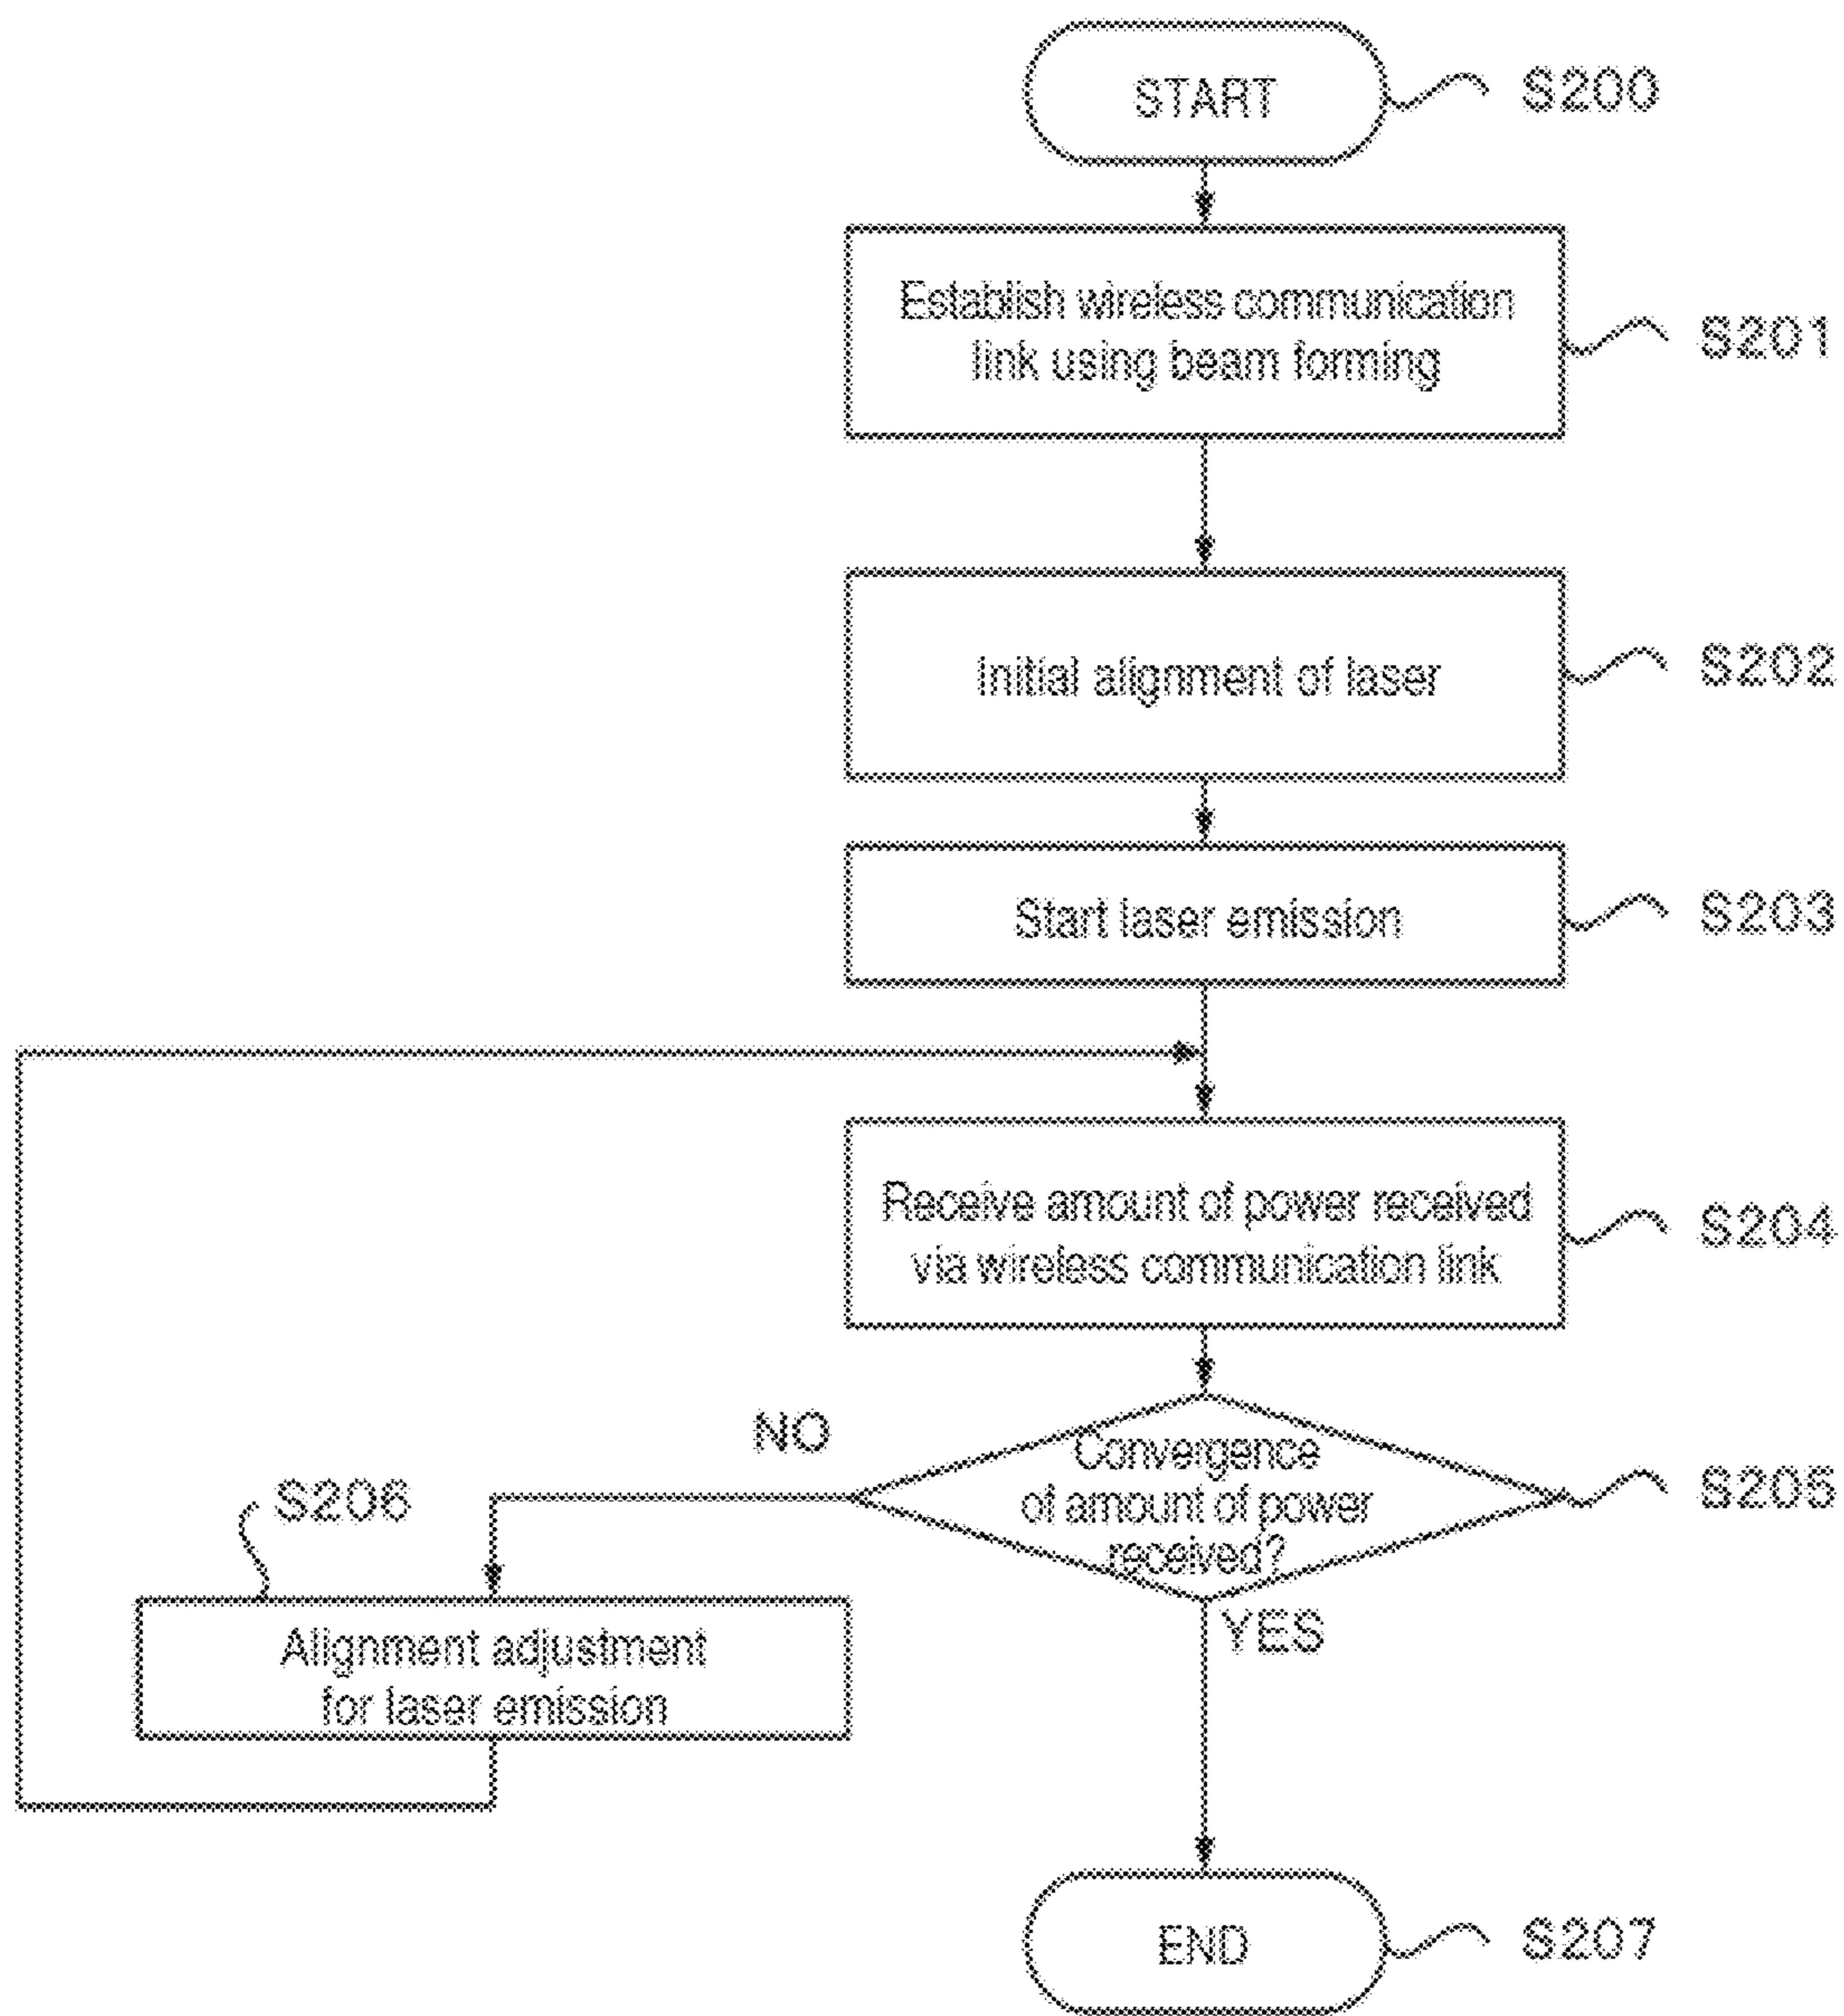 START
S200
Establish wireless communication
link using beam forming
S201
Initial alignment of laser
S202
Start laser emission
S203
Receive amount of power received
via wireless communication link
S204
NO
Convergence
of amount of power
received?
S205
S206
YES
Alignment adjustment
for laser emission
END
S207